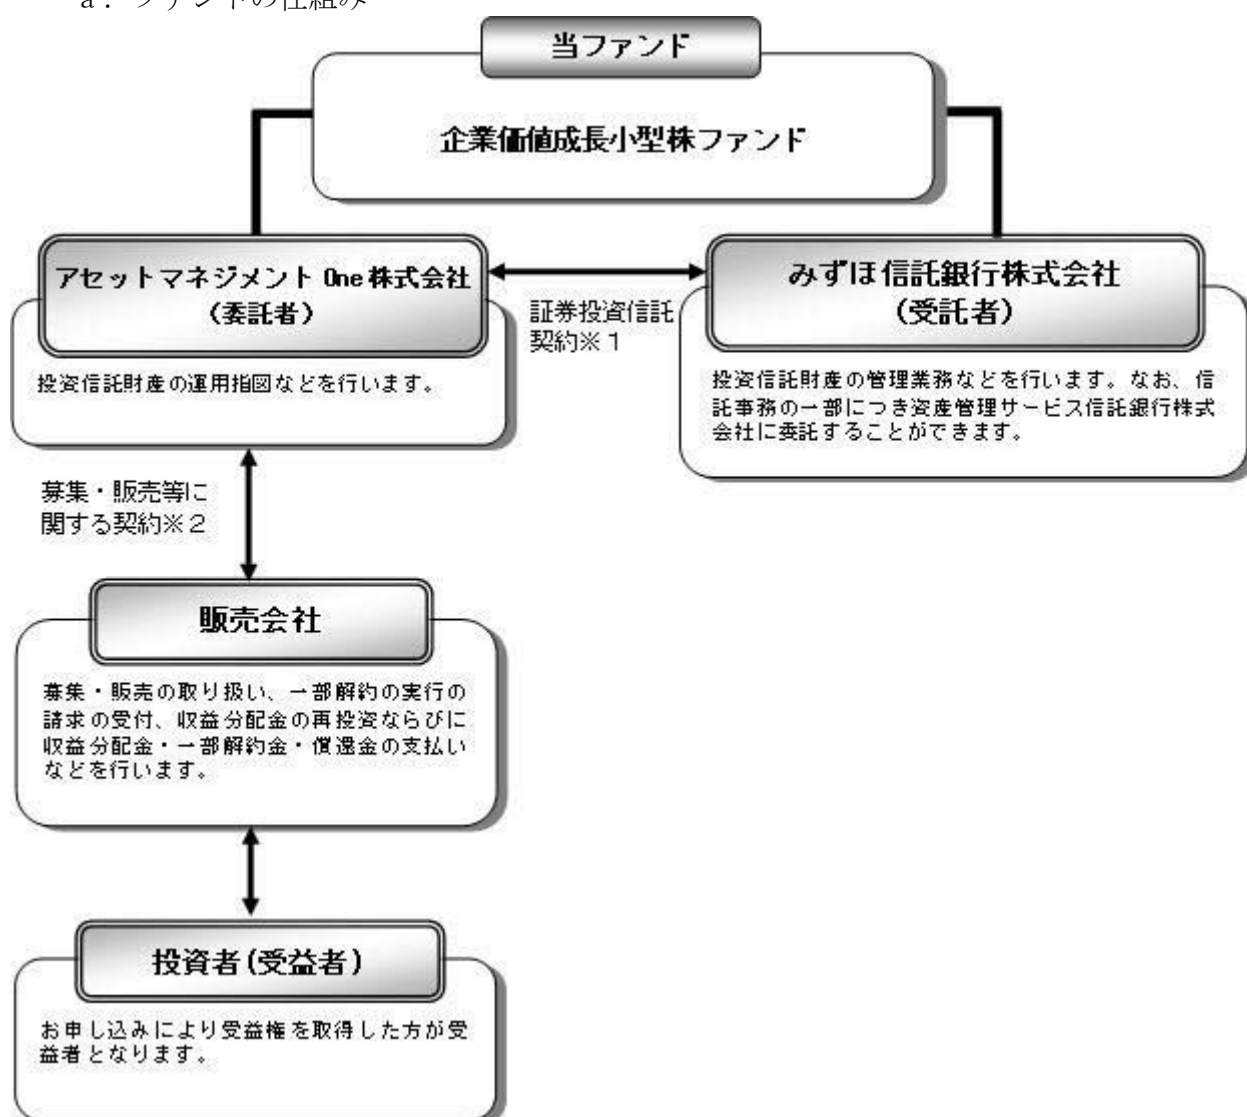 a．ファンドの仕組み
当ファンド
企業価値成長小型株ファンド
アセットマネジメント One 株式会社
（委託者）
投資信託財産の運用指図などを行います。
証券投資信託
契約※１
みずほ信託銀行株式会社
（受託者）
投資信託財産の管理業務などを行います。なお、信
託事務の一部につき資産管理サービス信託銀行株式
会社に委託することができます。
募集・販売等に
関する契約※２
販売会社
募集・販売の取り扱い、一部解約の実行の
請求の受付、収益分配金の再投資ならびに
収益分配金・一部解約金・償還金の支払い
などを行います。
投資者（受益者）
お申し込みにより受益権を取得した方が受
益者となります。